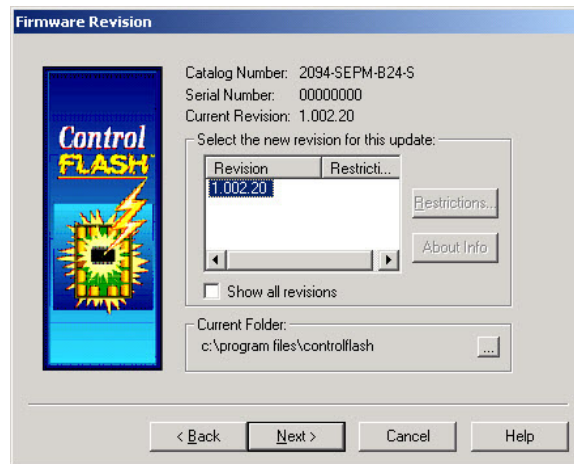 Firmware Revision
Control
FLASH
Catalog Number: 2094-SEPM-B24-S
Serial Number: 00000000
Current Revision: 1.002.20
Select the new revision for this update:
Revision Restricti...
1.002.20
Restrictions...
About Info
Show all revisions
Current Folder:
c:\program files\controlflash
...
< Back Next > Cancel Help